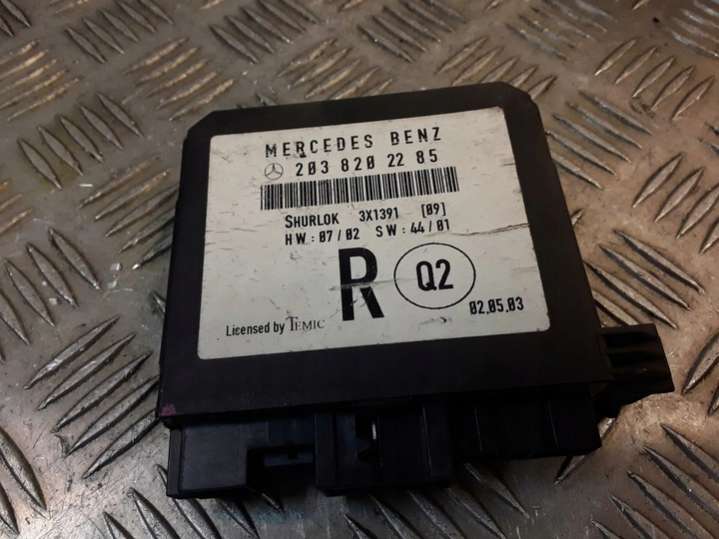 MERCEDES BENZ
203 820 22 85
SHURLOK 3X1391 [09]
HW: 07/02 SW: 44/01
R Q2
Licensed by TEMIC 02.05.03